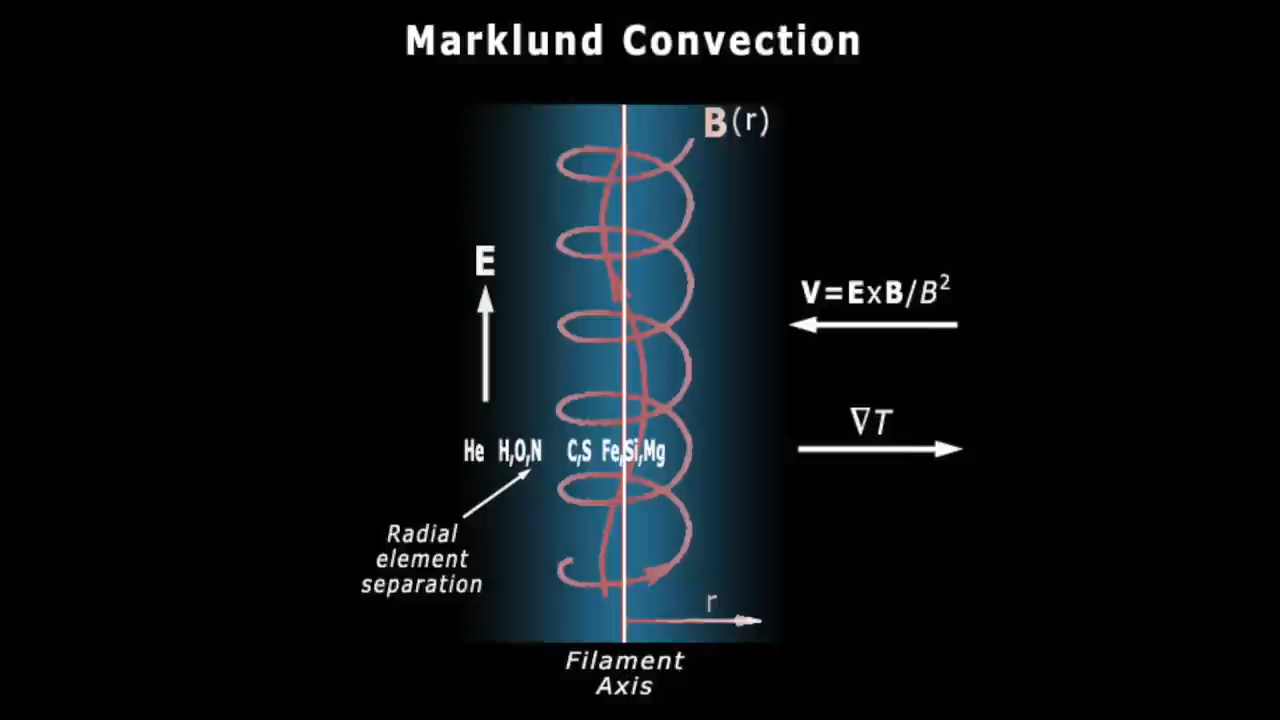 Marklund Convection
B(r)
E
V=ExB/B²
∇T
He H,O,N C,S Fe,Si,Mg
Radial
element
separation
r
Filament
Axis